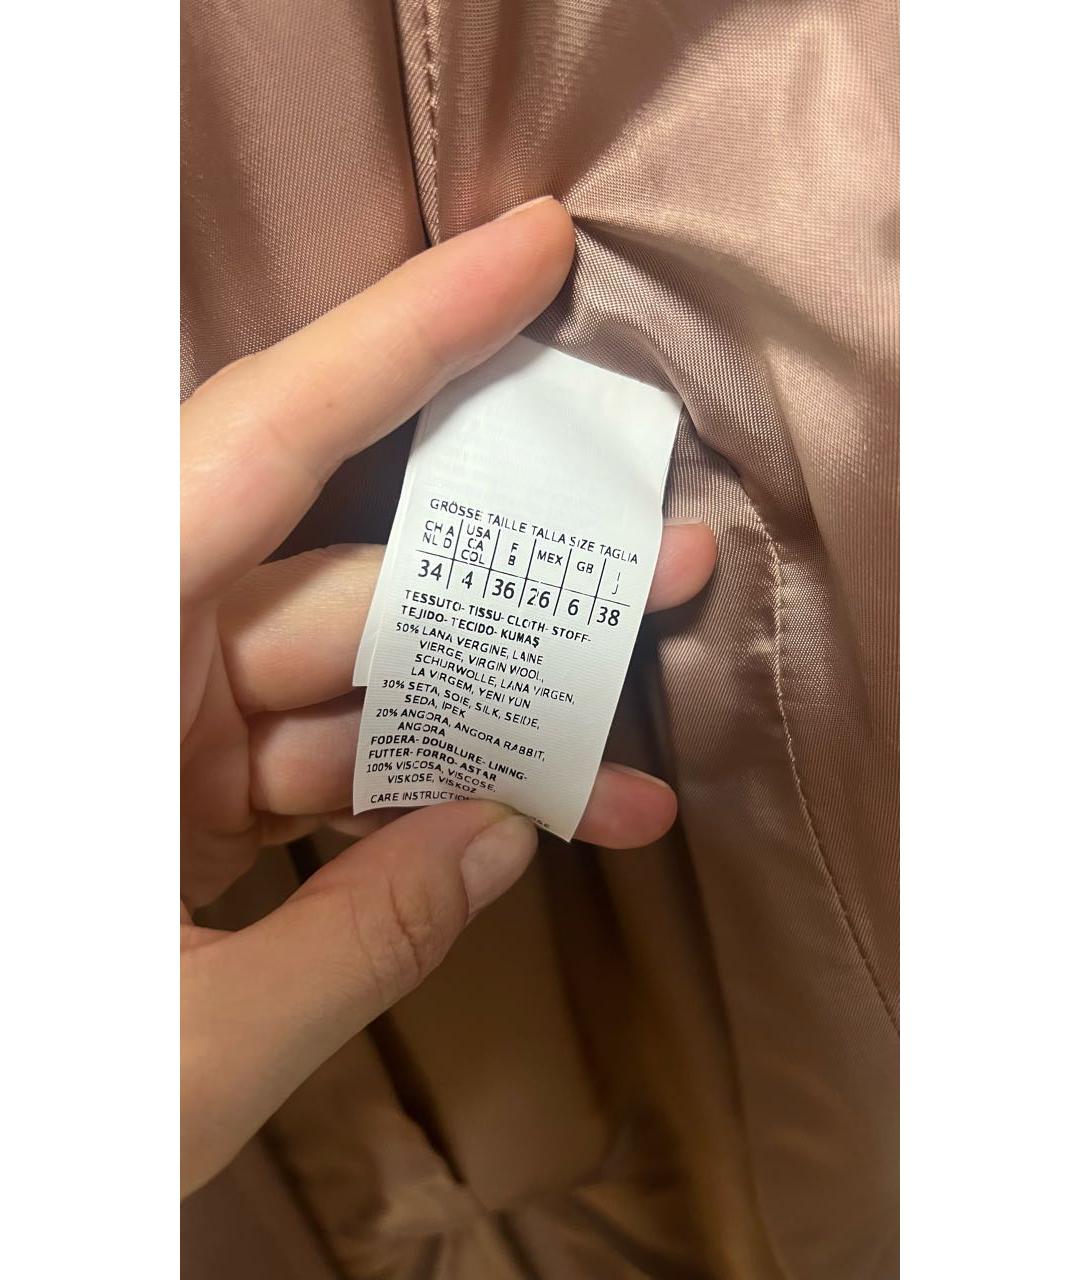 GRÖSSE TAILLE TALLA SIZE TAGLIA
CH A NL D USA CA COL F B MEX GB I J
34 4 36 26 6 38
TESSUTO- TISSU- CLOTH- STOFF-
TEJIDO- TECIDO- KUMAŞ
50% LANA VERGINE, LAINE
VIERGE, VIRGIN WOOL,
SCHURWOLLE, LANA VIRGEN,
LA VIRGEM, YENI YUN
30% SETA, SOIE, SILK, SEIDE,
SEDA, IPEK
20% ANGORA, ANGORA RABBIT,
ANGORA
FODERA- DOUBLURE- LINING-
FUTTER- FORRO- ASTAR
100% VISCOSA, VISCOSE,
VISKOSE, VISKOZ
CARE INSTRUCTIO